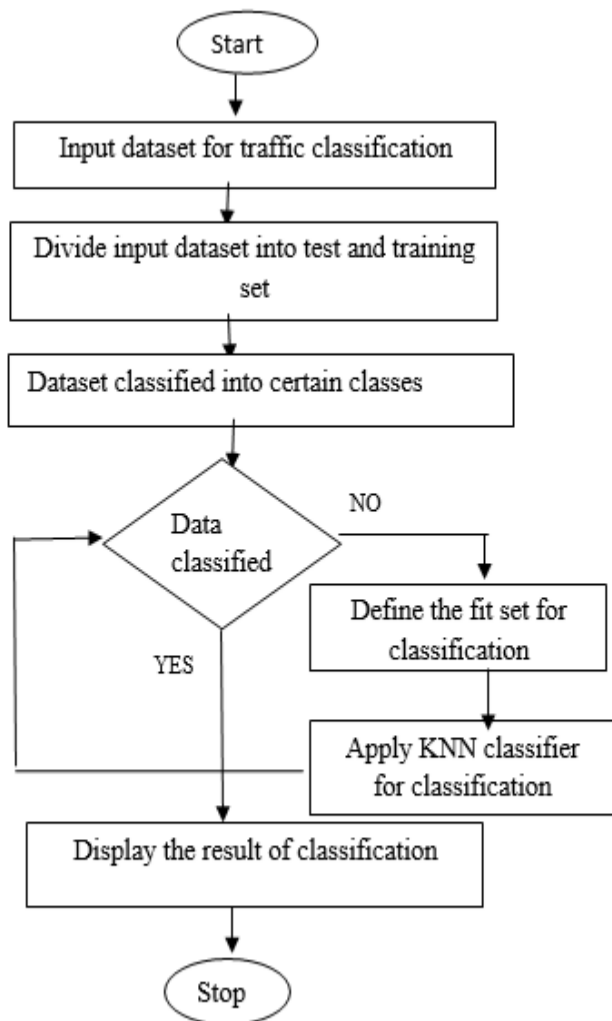 Start
Input dataset for traffic classification
Divide input dataset into test and training
set
Dataset classified into certain classes
Data
classified
NO
Define the fit set for
classification
YES
Apply KNN classifier
for classification
Display the result of classification
Stop